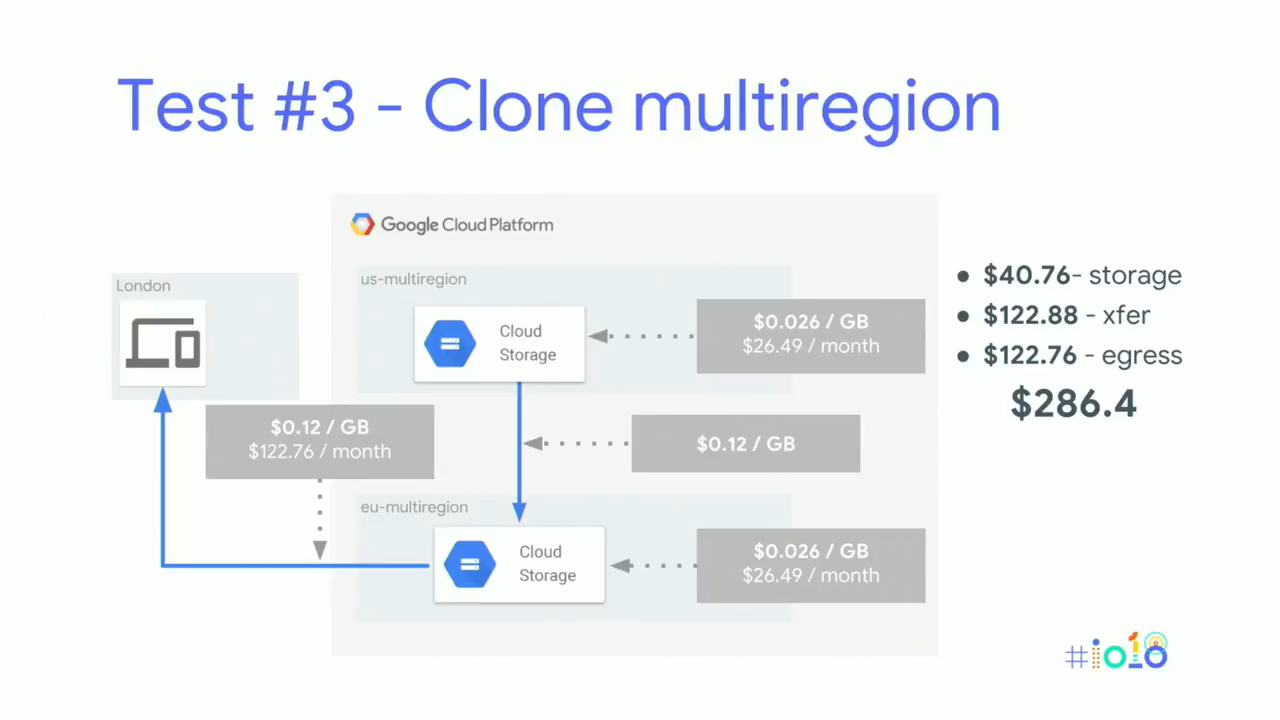 Test #3 - Clone multiregion
Google Cloud Platform
London
us-multiregion
Cloud
Storage
$0.026 / GB
$26.49 / month
$0.12 / GB
$122.76 / month
$0.12 / GB
eu-multiregion
Cloud
Storage
$0.026 / GB
$26.49 / month
● $40.76- storage
● $122.88 - xfer
● $122.76 - egress
$286.4
#io18